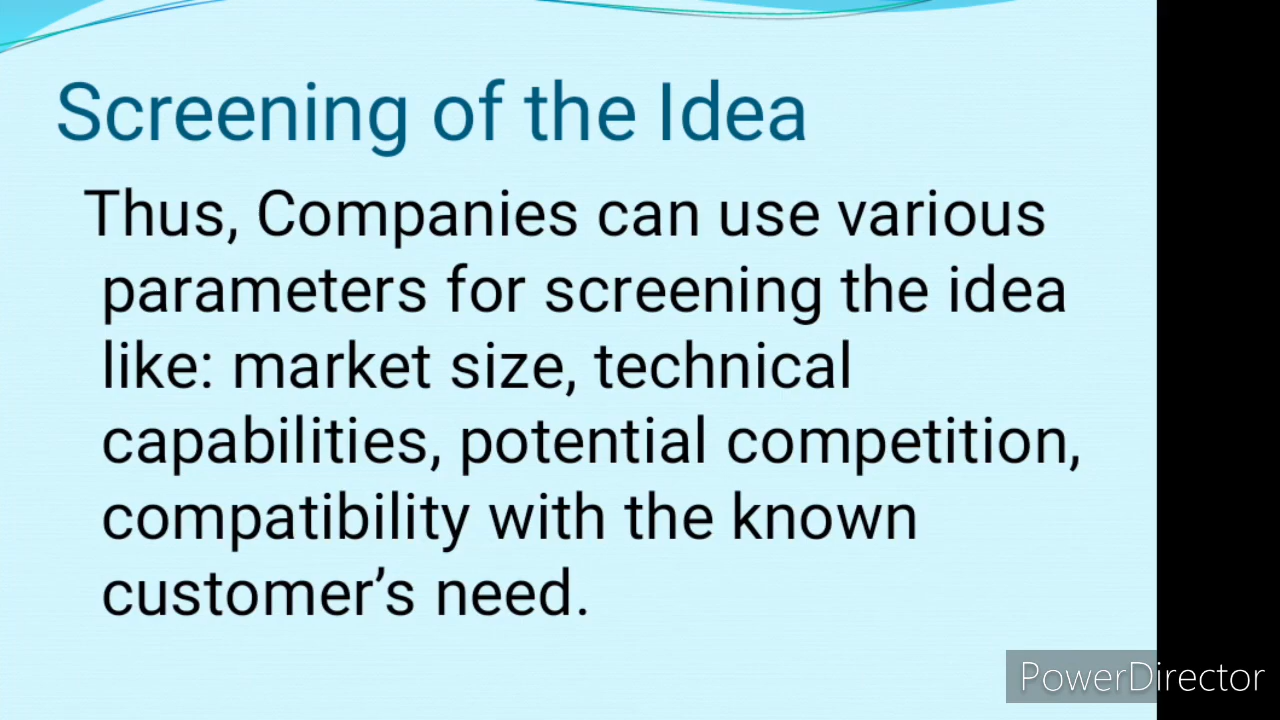 Screening of the Idea
Thus, Companies can use various
parameters for screening the idea
like: market size, technical
capabilities, potential competition,
compatibility with the known
customer’s need.
PowerDirector